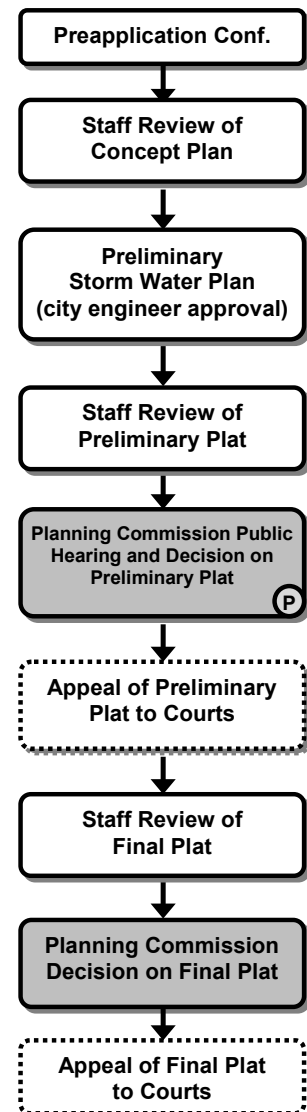 Preapplication Conf.
Staff Review of
Concept Plan
Preliminary
Storm Water Plan
(city engineer approval)
Staff Review of
Preliminary Plat
Planning Commission Public
Hearing and Decision on
Preliminary Plat
P
Appeal of Preliminary
Plat to Courts
Staff Review of
Final Plat
Planning Commission
Decision on Final Plat
Appeal of Final Plat
to Courts